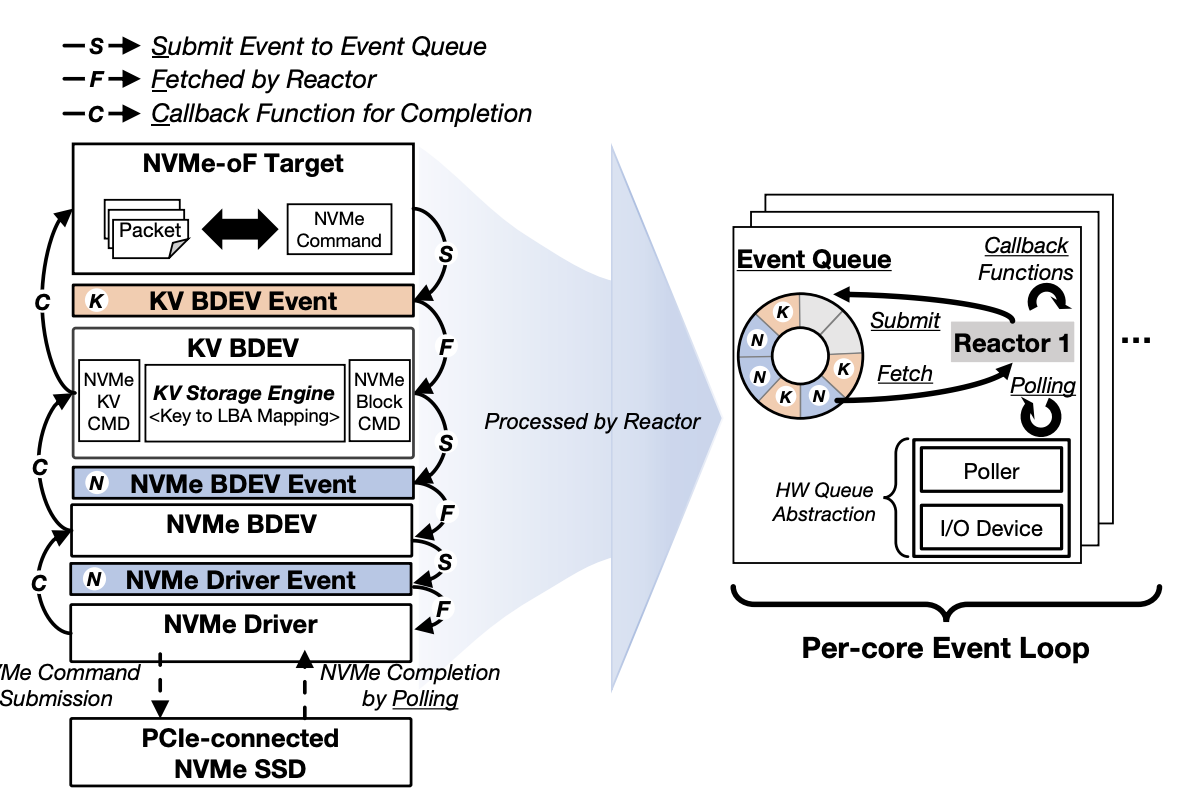 S Submit Event to Event Queue
F Fetched by Reactor
C Callback Function for Completion
NVMe-oF Target
Packet
NVMe
Command
S
C
K KV BDEV Event
F
KV BDEV
NVMe
KV
CMD
KV Storage Engine
<Key to LBA Mapping>
NVMe
Block
CMD
S
C
N NVMe BDEV Event
F
NVMe BDEV
S
C
N NVMe Driver Event
F
NVMe Driver
Me Command
Submission
NVMe Completion
by Polling
PCIe-connected
NVMe SSD
Processed by Reactor
Event Queue
Callback
Functions
K
N
N
K
N
K
Submit
Reactor 1
...
Fetch
Polling
HW Queue
Abstraction
Poller
I/O Device
Per-core Event Loop